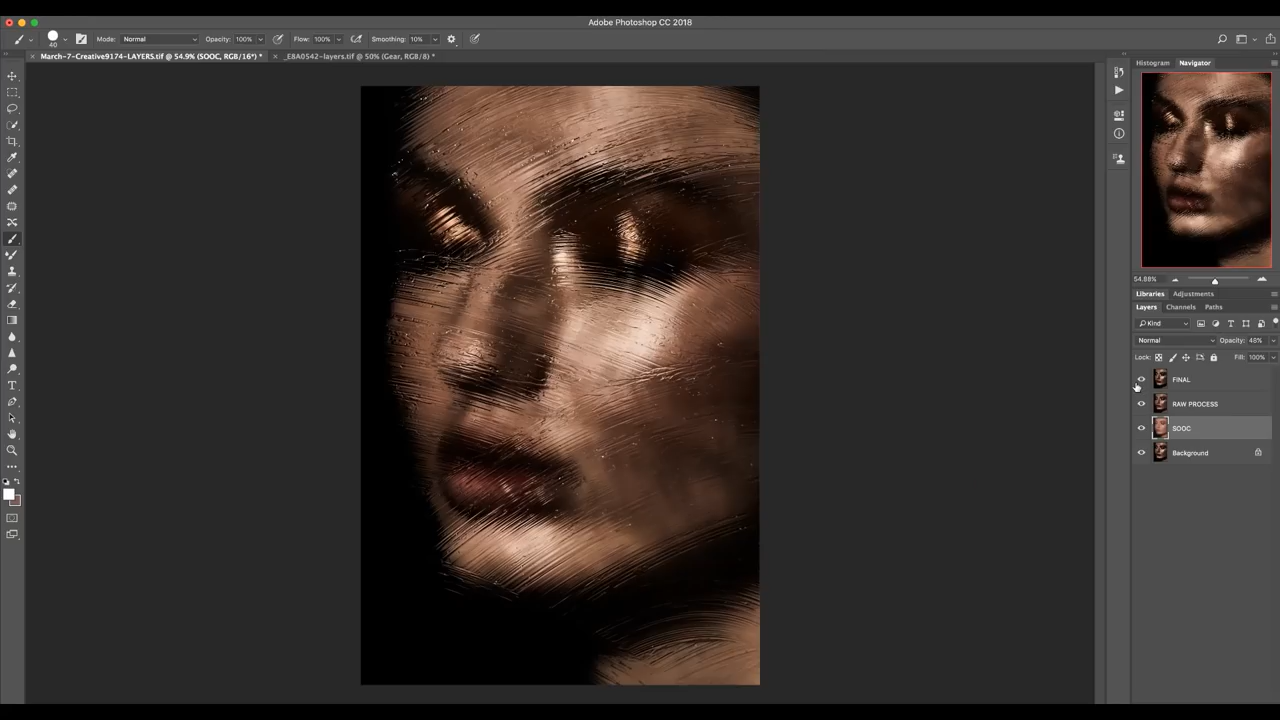 Adobe Photoshop CC 2018
40
Mode: Normal
Opacity: 100%
Flow: 100%
Smoothing: 10%
× March-7-Creative9174-LAYERS.tif @ 54.9% (SOOC, RGB/16*) *
× _E8A0542-layers.tif @ 50% (Gear, RGB/8) *
Histogram Navigator
54.88%
Libraries Adjustments
Layers Channels Paths
Kind
Normal Opacity: 48%
Lock: Fill: 100%
FINAL
RAW PROCESS
SOOC
Background